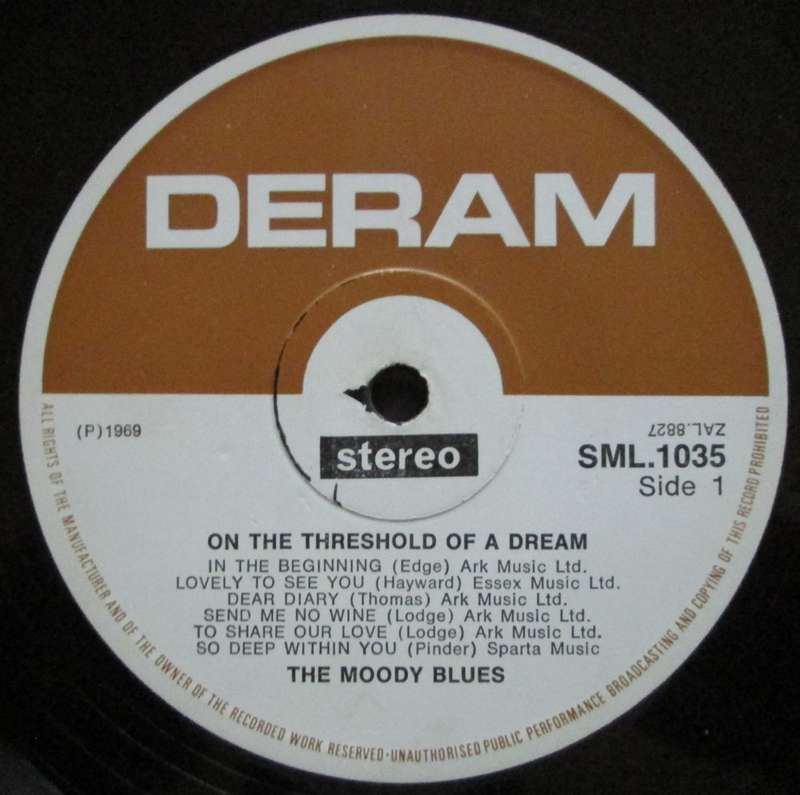 DERAM
(P)1969
ZAL.8827
stereo
SML.1035
Side 1
ON THE THRESHOLD OF A DREAM
IN THE BEGINNING (Edge) Ark Music Ltd.
LOVELY TO SEE YOU (Hayward) Essex Music Ltd.
DEAR DIARY (Thomas) Ark Music Ltd.
SEND ME NO WINE (Lodge) Ark Music Ltd.
TO SHARE OUR LOVE (Lodge) Ark Music Ltd.
SO DEEP WITHIN YOU (Pinder) Sparta Music
THE MOODY BLUES
ALL RIGHTS OF THE MANUFACTURER AND OF THE OWNER OF THE RECORDED WORK RESERVED·UNAUTHORISED PUBLIC PERFORMANCE BROADCASTING AND COPYING OF THIS RECORD PROHIBITED